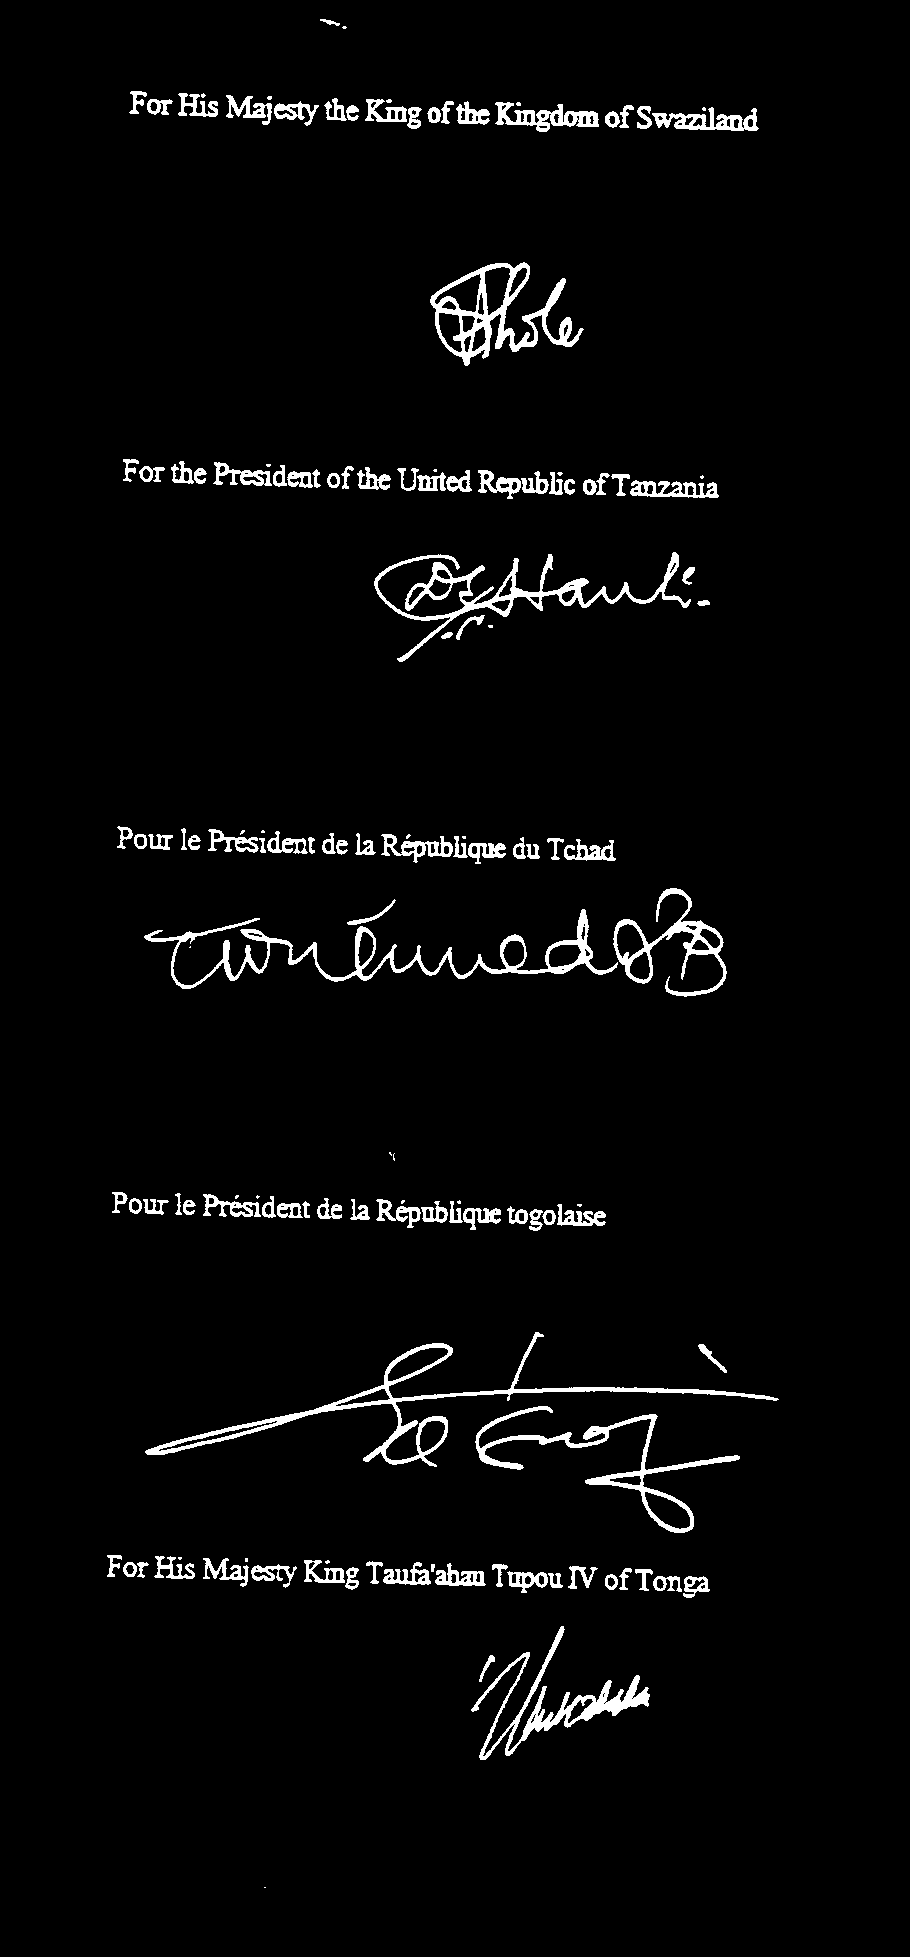 For His Majesty the King of the Kingdom of Swaziland
For the President of the United Republic of Tanzania
Pour le Président de la République du Tchad
Pour le Président de la République togolaise
For His Majesty King Taufa'ahau Tupou IV of Tonga